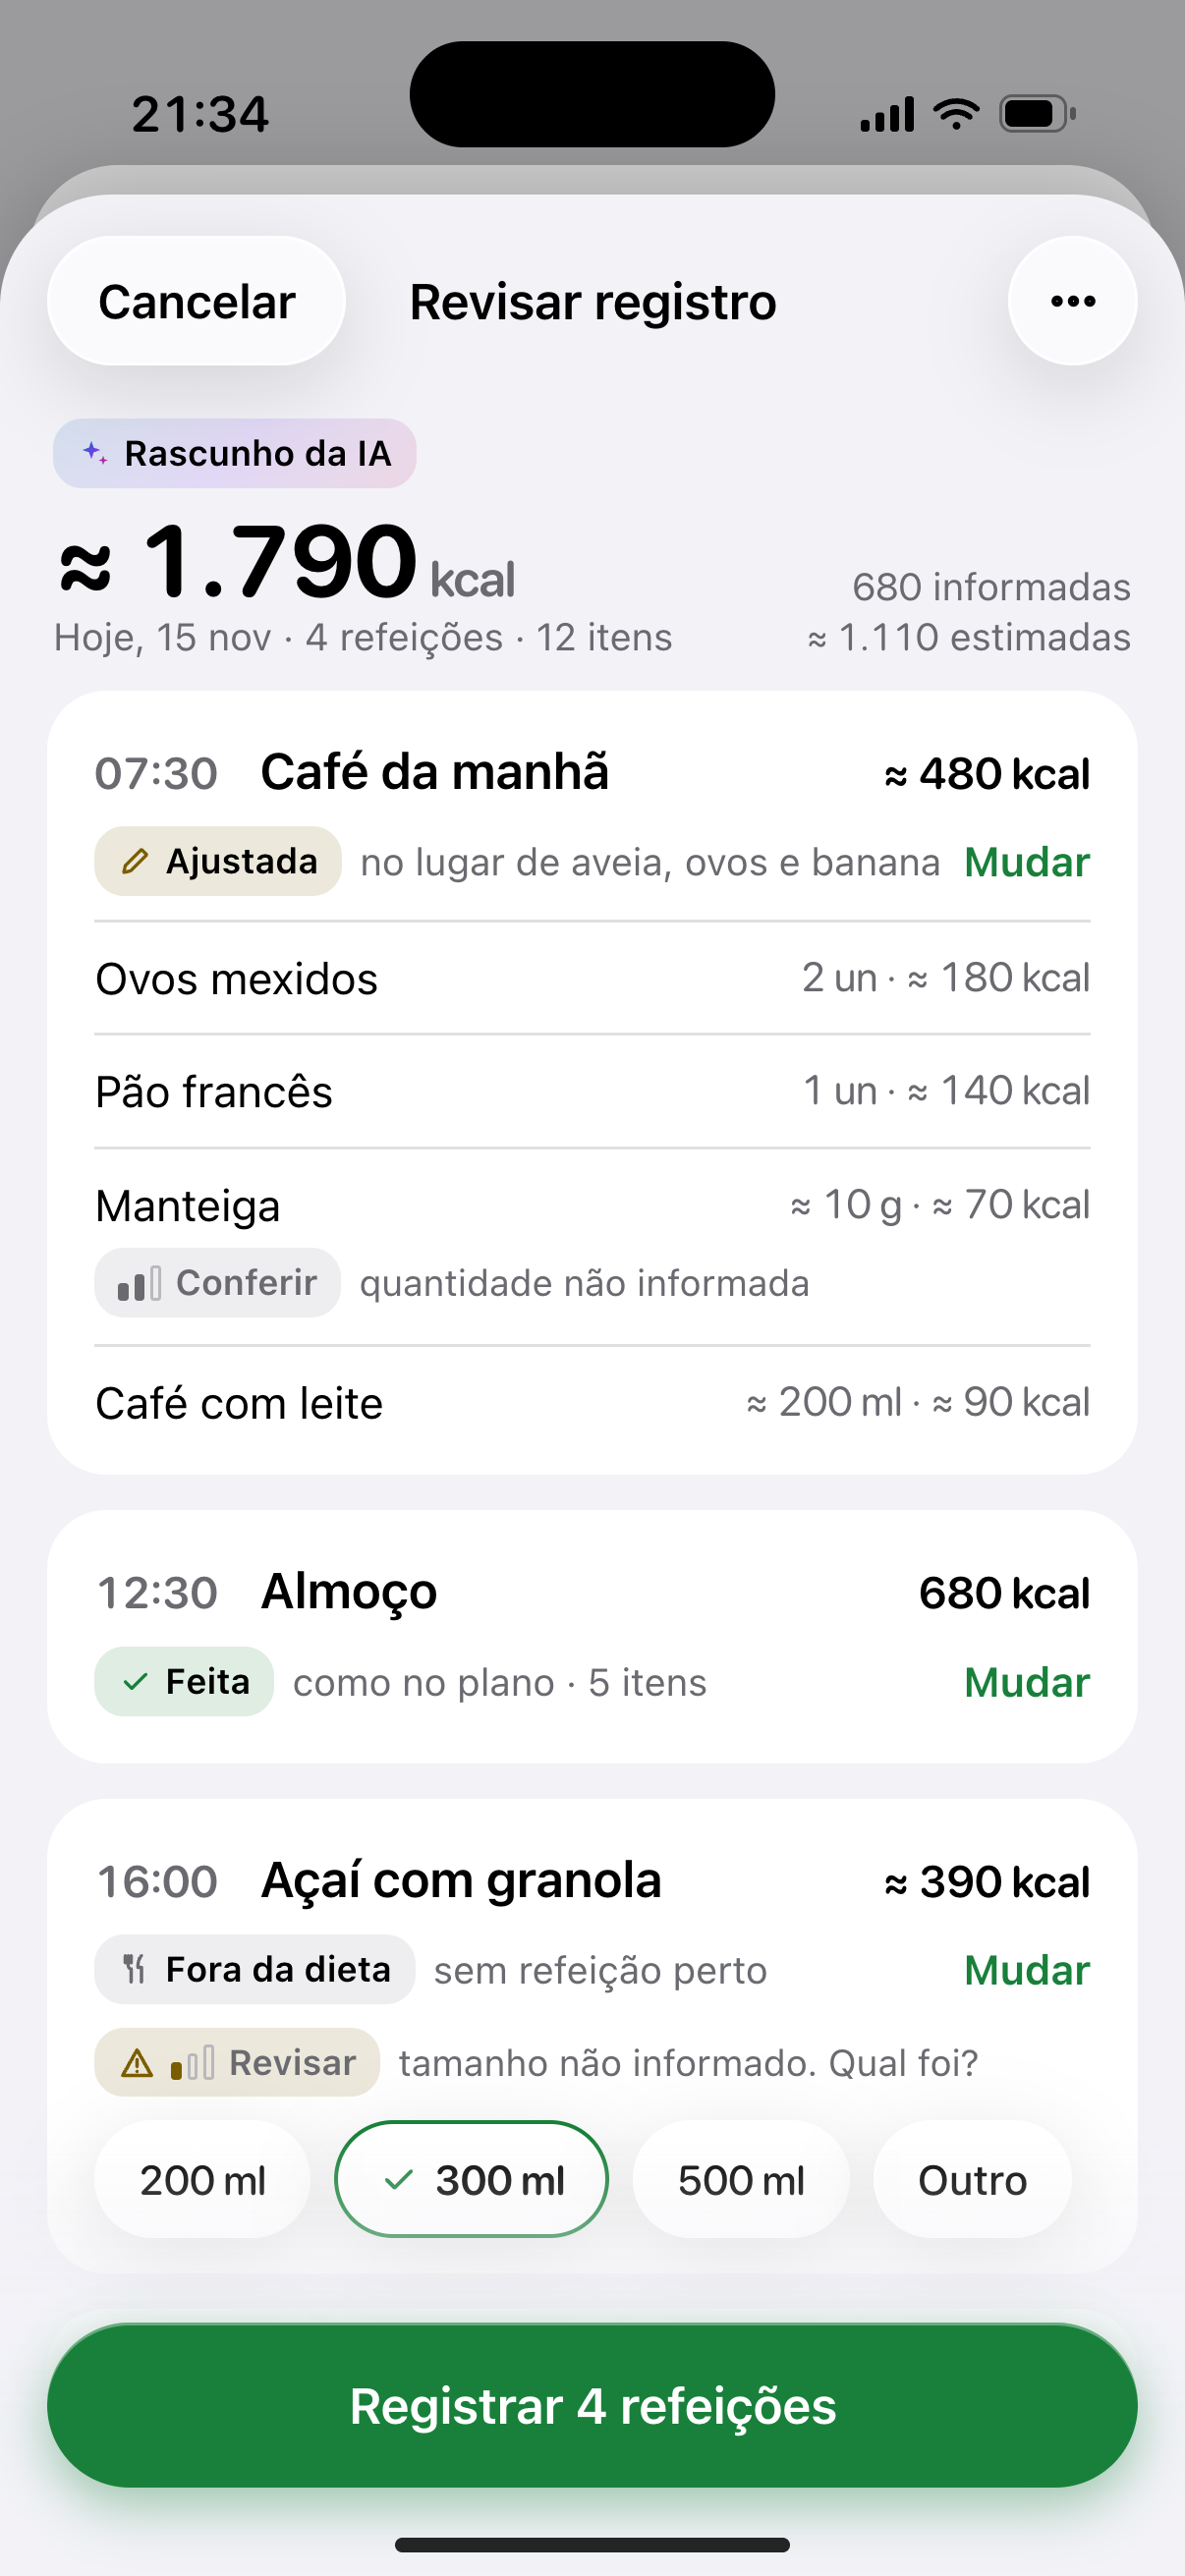 21:34
Cancelar
Revisar registro
Rascunho da IA
≈ 1.790 kcal
680 informadas
Hoje, 15 nov · 4 refeições · 12 itens
≈ 1.110 estimadas
07:30 Café da manhã ≈ 480 kcal
Ajustada no lugar de aveia, ovos e banana Mudar
Ovos mexidos 2 un · ≈ 180 kcal
Pão francês 1 un · ≈ 140 kcal
Manteiga ≈ 10 g · ≈ 70 kcal
Conferir quantidade não informada
Café com leite ≈ 200 ml · ≈ 90 kcal
12:30 Almoço 680 kcal
Feita como no plano · 5 itens Mudar
16:00 Açaí com granola ≈ 390 kcal
Fora da dieta sem refeição perto Mudar
Revisar tamanho não informado. Qual foi?
200 ml 300 ml 500 ml Outro
Registrar 4 refeições